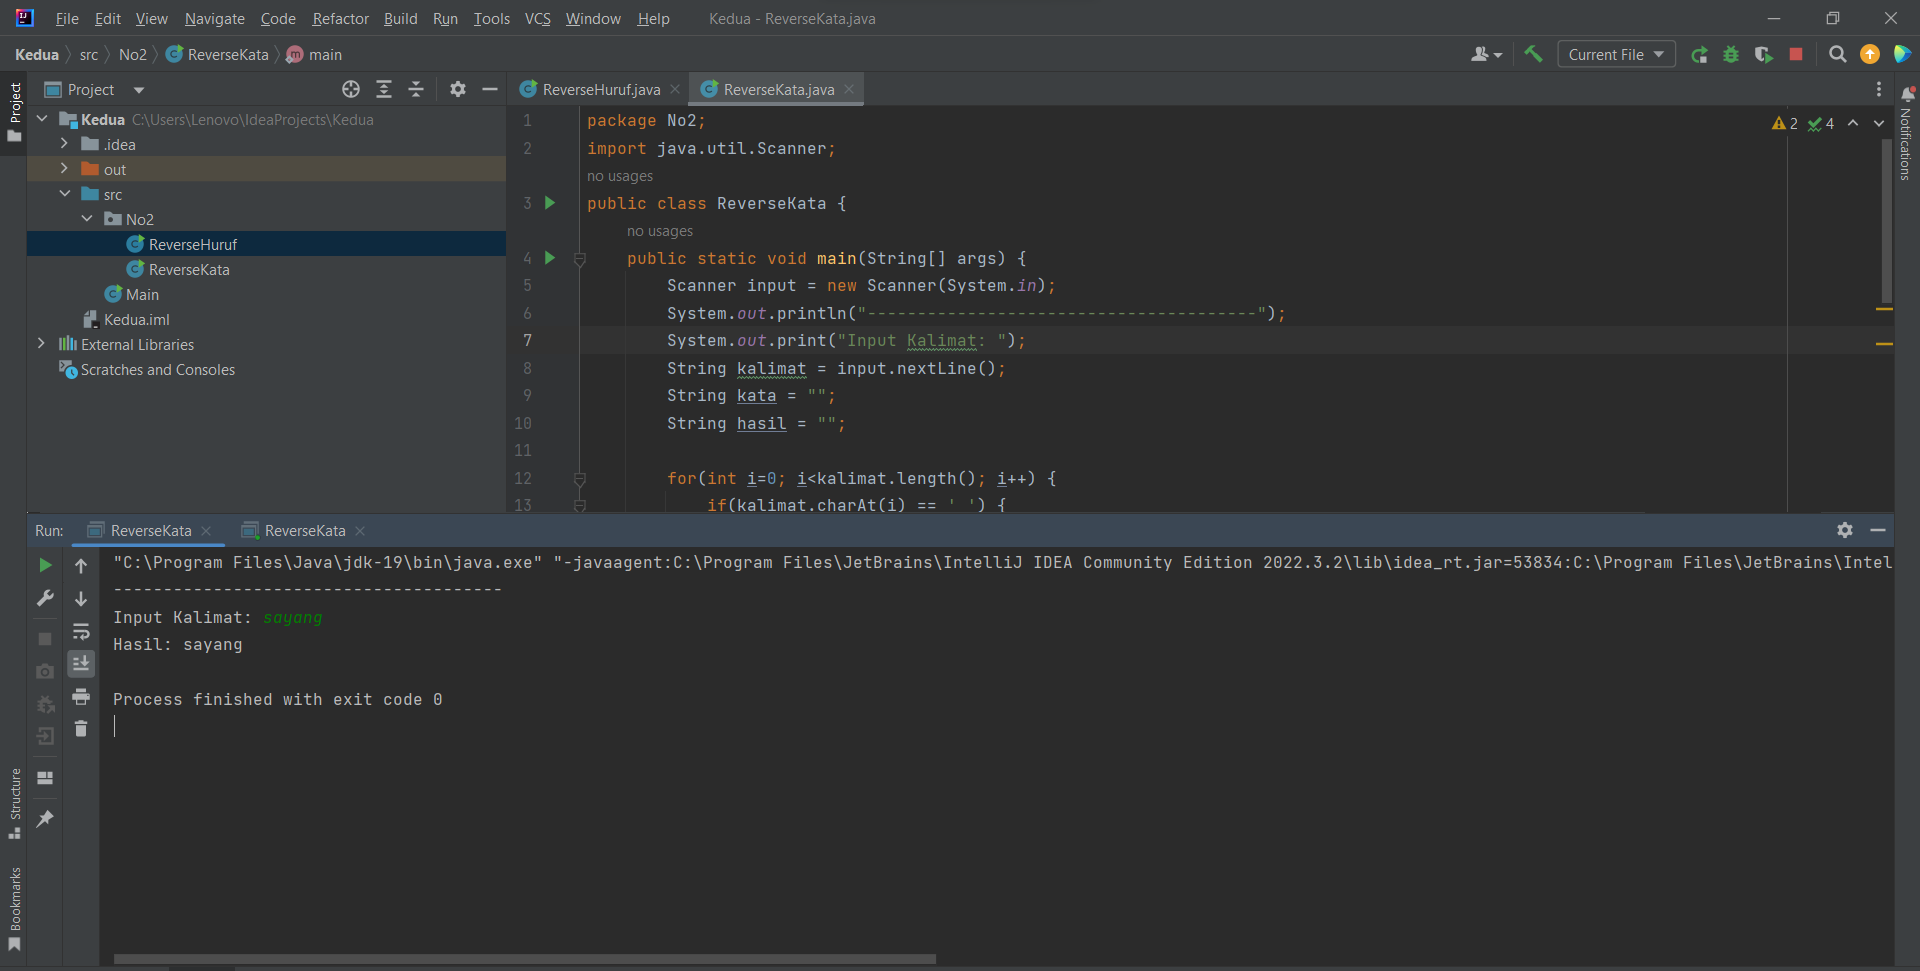 File Edit View Navigate Code Refactor Build Run Tools VCS Window Help Kedua - ReverseKata.java
Kedua src No2 ReverseKata main
Current File
Project
Project
ReverseHuruf.java
ReverseKata.java
Kedua C:\Users\Lenovo\IdeaProjects\Kedua
.idea
out
src
No2
ReverseHuruf
ReverseKata
Main
Kedua.iml
External Libraries
Scratches and Consoles
1 package No2;
2 import java.util.Scanner;
no usages
3 public class ReverseKata {
no usages
4 public static void main(String[] args) {
5 Scanner input = new Scanner(System.in);
6 System.out.println("---------------------------------------");
7 System.out.print("Input Kalimat: ");
8 String kalimat = input.nextLine();
9 String kata = "";
10 String hasil = "";
11
12 for(int i=0; i<kalimat.length(); i++) {
13 if(kalimat.charAt(i) == ' ') {
2 4
Notifications
Run: ReverseKata ReverseKata
"C:\Program Files\Java\jdk-19\bin\java.exe" "-javaagent:C:\Program Files\JetBrains\IntelliJ IDEA Community Edition 2022.3.2\lib\idea_rt.jar=53834:C:\Program Files\JetBrains\Intel
---------------------------------------
Input Kalimat: sayang
Hasil: sayang
Process finished with exit code 0
Structure
Bookmarks